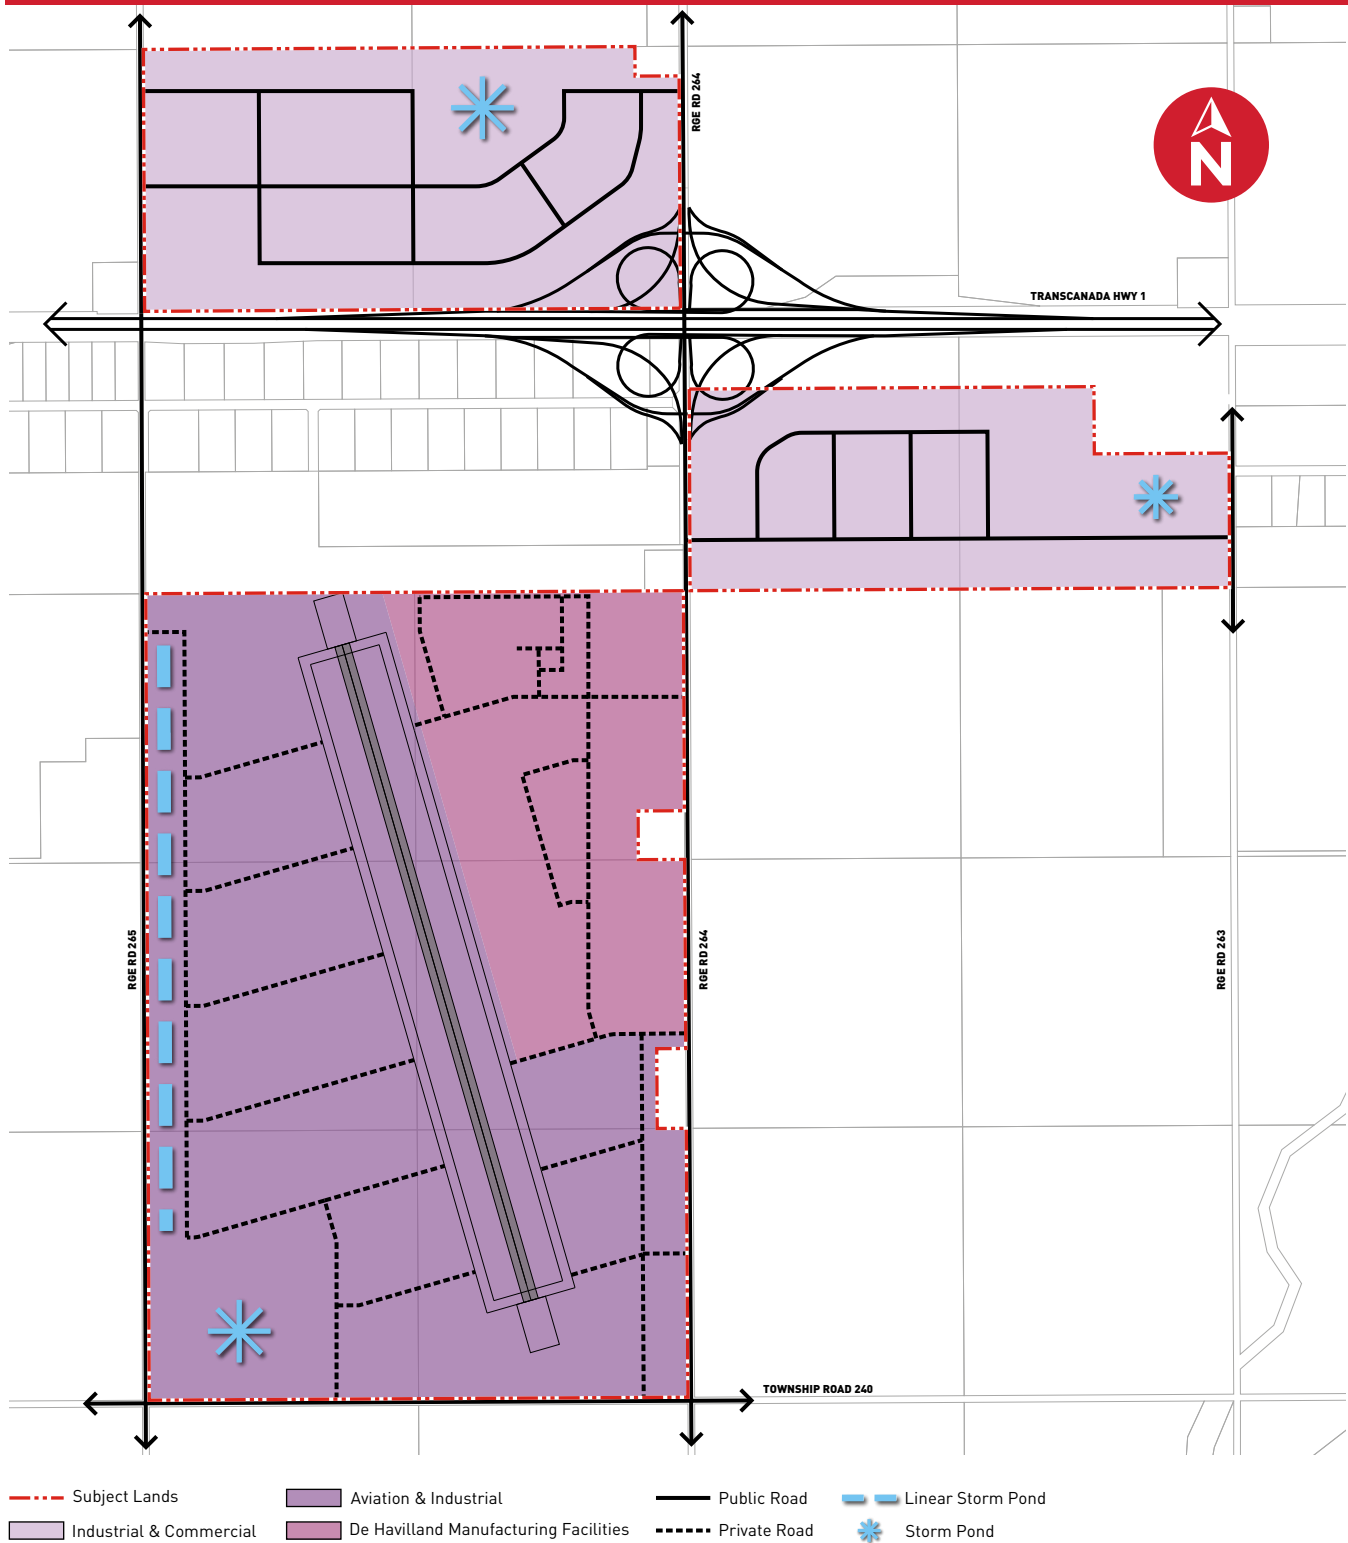 RGE RD 264
N
TRANSCANADA HWY 1
RGE RD 265
RGE RD 264
RGE RD 263
TOWNSHIP ROAD 240
Subject Lands
Aviation & Industrial
Public Road
Linear Storm Pond
Industrial & Commercial
De Havilland Manufacturing Facilities
Private Road
Storm Pond